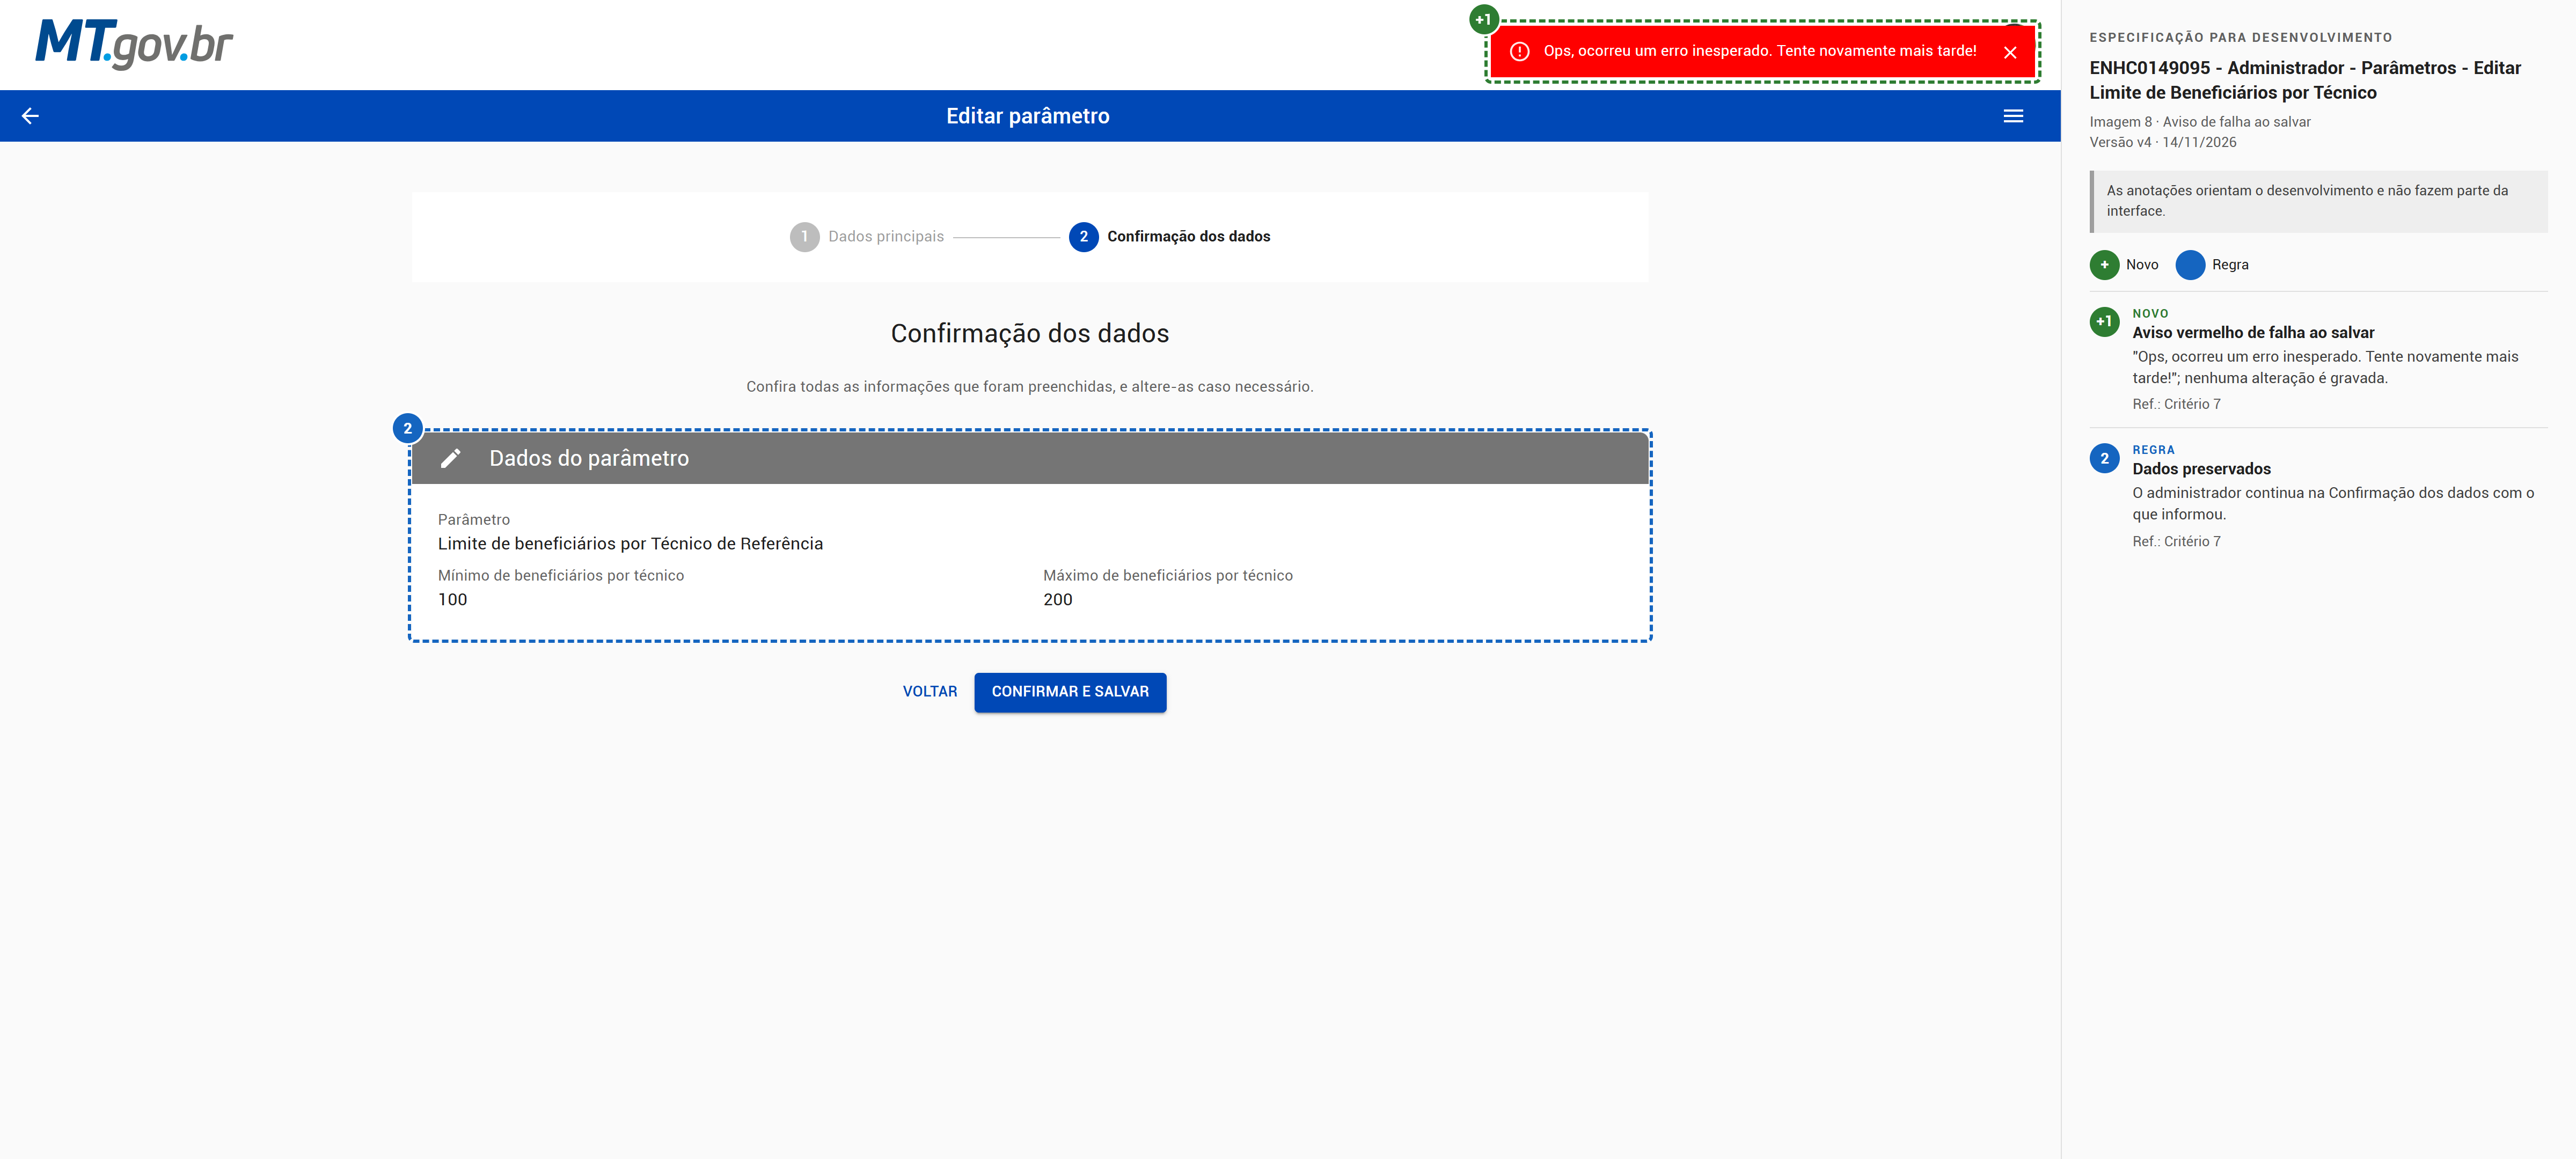 MT.gov.br
+1
Ops, ocorreu um erro inesperado. Tente novamente mais tarde!
Editar parâmetro
1 Dados principais
2 Confirmação dos dados
Confirmação dos dados
Confira todas as informações que foram preenchidas, e altere-as caso necessário.
2
Dados do parâmetro
Parâmetro
Limite de beneficiários por Técnico de Referência
Mínimo de beneficiários por técnico
100
Máximo de beneficiários por técnico
200
VOLTAR
CONFIRMAR E SALVAR
ESPECIFICAÇÃO PARA DESENVOLVIMENTO
ENHC0149095 - Administrador - Parâmetros - Editar
Limite de Beneficiários por Técnico
Imagem 8 · Aviso de falha ao salvar
Versão v4 · 14/11/2026
As anotações orientam o desenvolvimento e não fazem parte da
interface.
+ Novo
Regra
+1
NOVO
Aviso vermelho de falha ao salvar
"Ops, ocorreu um erro inesperado. Tente novamente mais
tarde!"; nenhuma alteração é gravada.
Ref.: Critério 7
2
REGRA
Dados preservados
O administrador continua na Confirmação dos dados com o
que informou.
Ref.: Critério 7